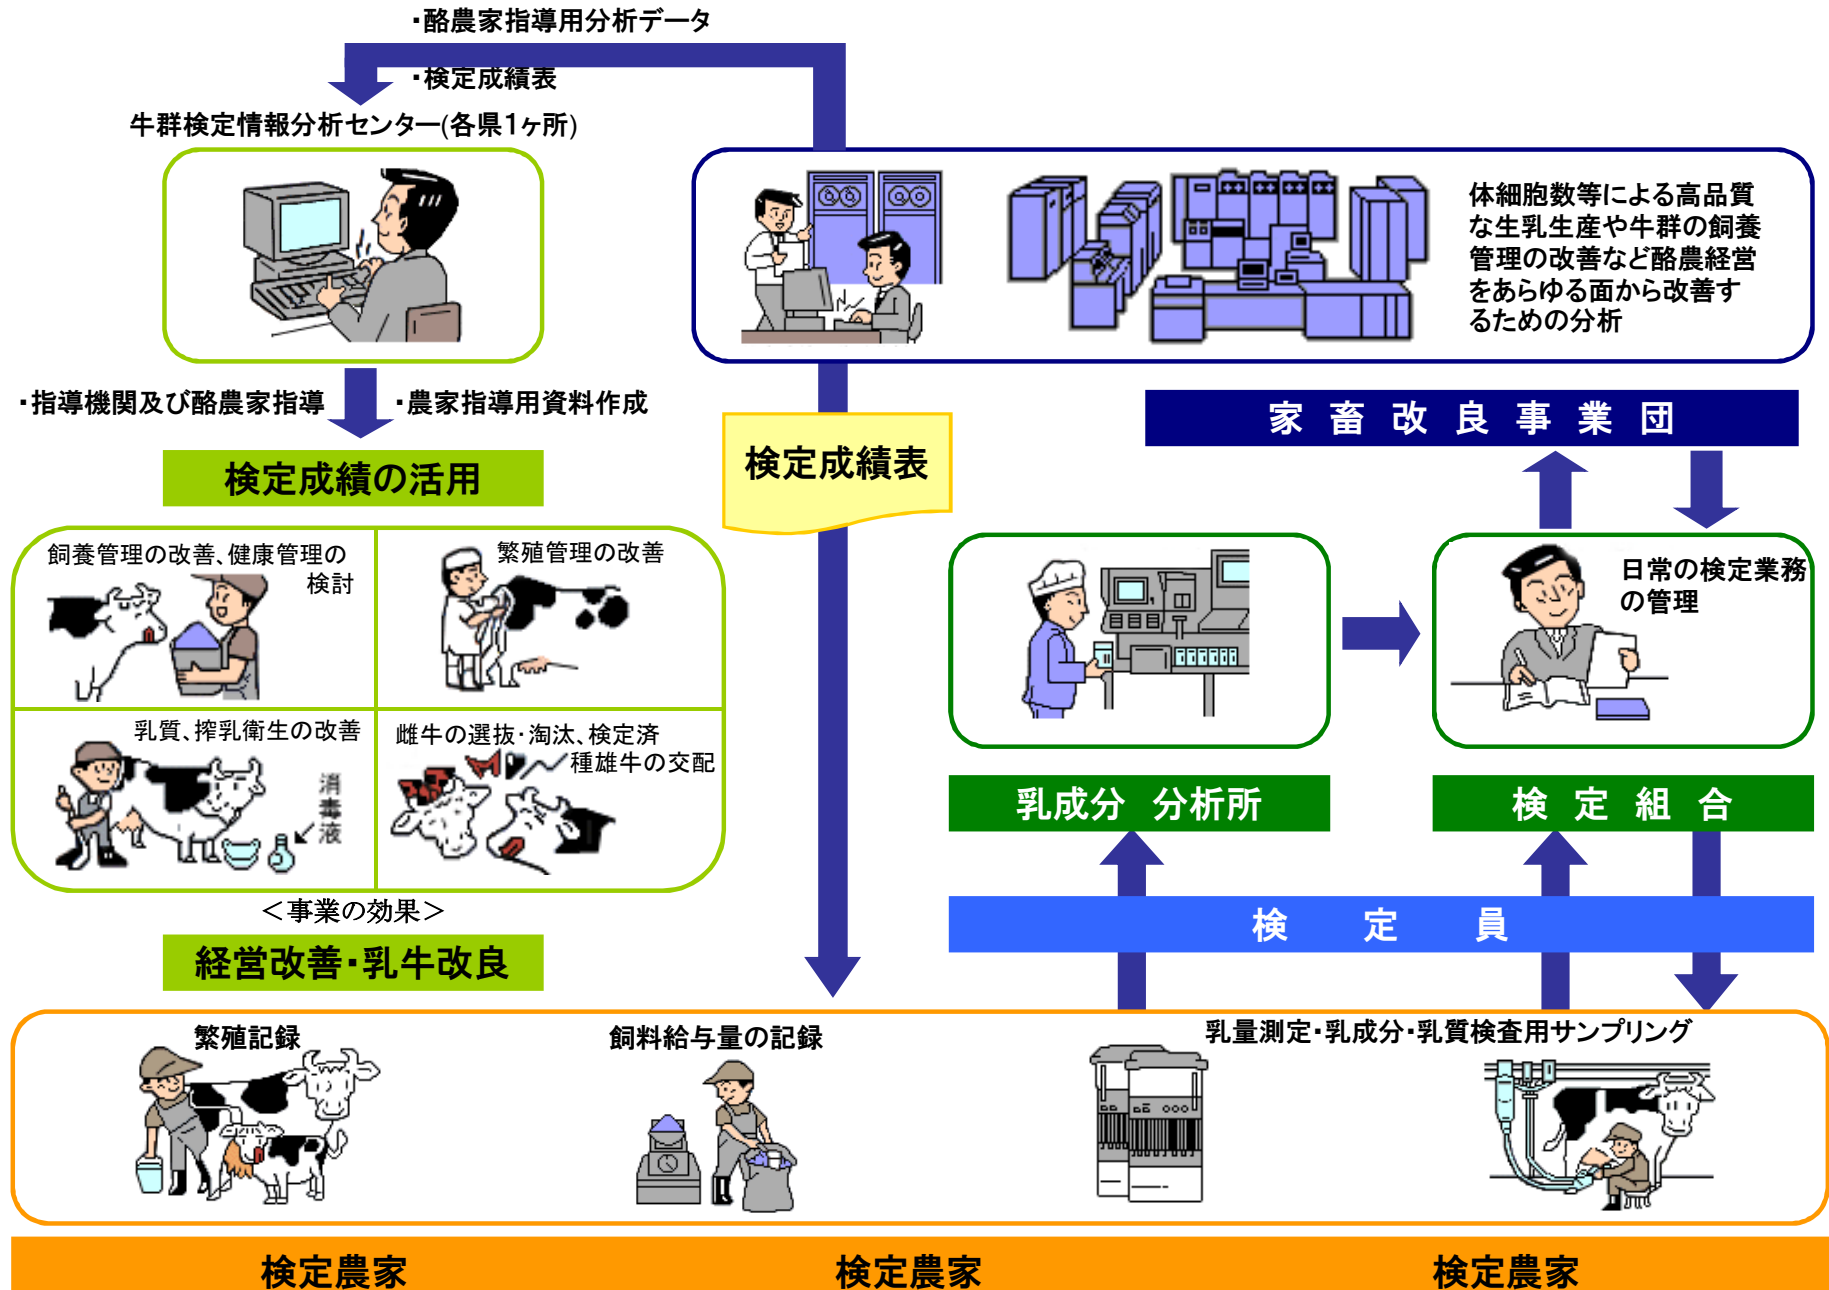 ・酪農家指導用分析データ
・検定成績表
牛群検定情報分析センター(各県1ヶ所)
体細胞数等による高品質
な生乳生産や牛群の飼養
管理の改善など酪農経営
をあらゆる面から改善す
るための分析
・指導機関及び酪農家指導
・農家指導用資料作成
家畜改良事業団
検定成績表
検定成績の活用
飼養管理の改善、健康管理の
検討
繁殖管理の改善
日常の検定業務
の管理
乳質、搾乳衛生の改善
消毒液
雌牛の選抜・淘汰、検定済
種雄牛の交配
乳成分 分析所
検定組合
＜事業の効果＞
検定員
経営改善・乳牛改良
繁殖記録
飼料給与量の記録
乳量測定・乳成分・乳質検査用サンプリング
検定農家
検定農家
検定農家